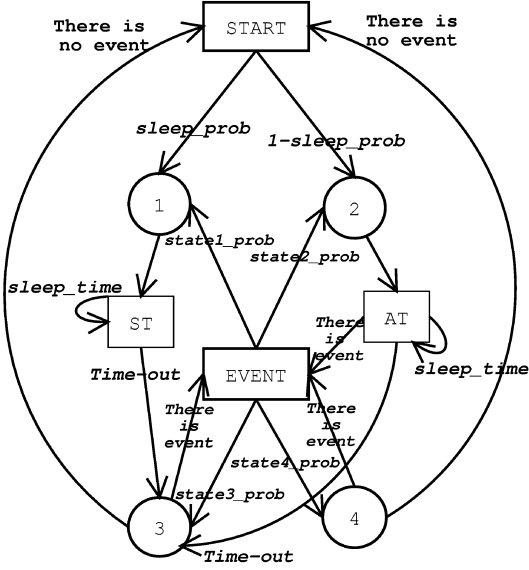 There is
no event
START
There is
no event
sleep_prob
1-sleep_prob
1
2
state1_prob
state2_prob
sleep_time
ST
AT
There
is
event
sleep_time
Time-out
EVENT
There
is
event
There
is
event
state4_prob
state3_prob
3
4
Time-out